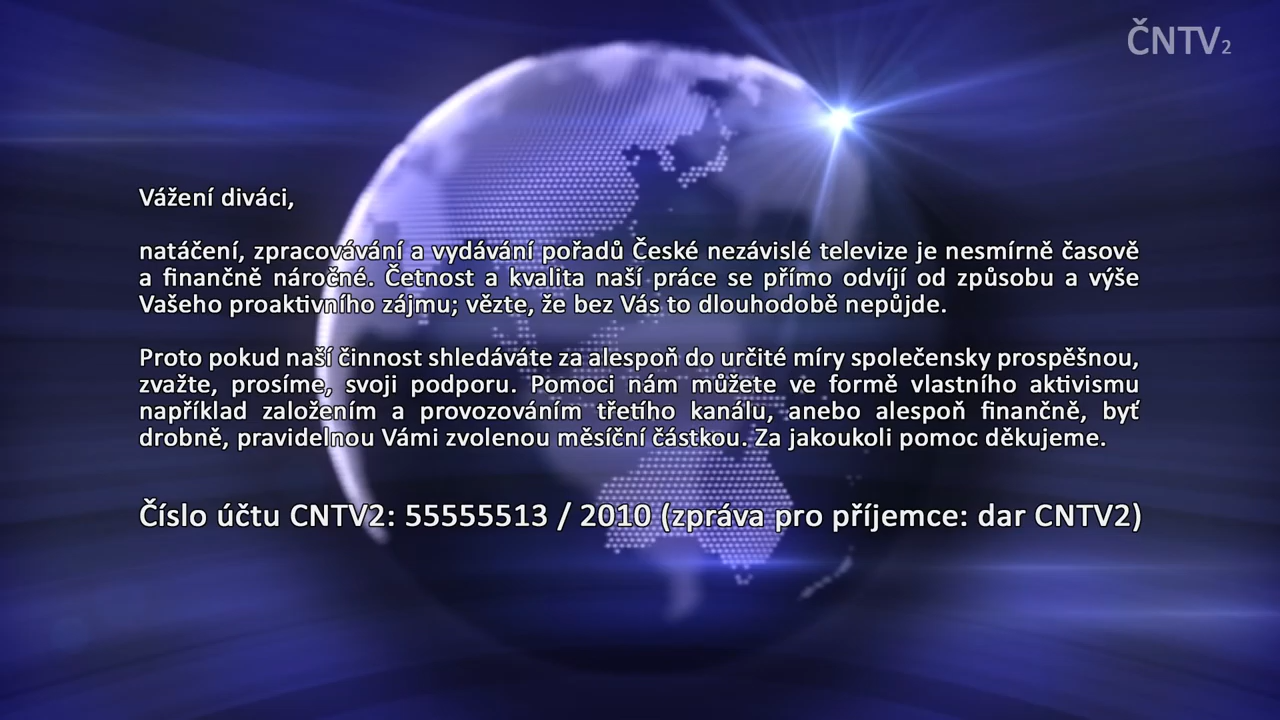 ČNTV2
Vážení diváci,
natáčení, zpracovávání a vydávání pořadů České nezávislé televize je nesmírně časově
a finančně náročné. Četnost a kvalita naší práce se přímo odvíjí od způsobu a výše
Vašeho proaktivního zájmu; vězte, že bez Vás to dlouhodobě nepůjde.
Proto pokud naší činnost shledáváte za alespoň do určité míry společensky prospěšnou,
zvažte, prosíme, svoji podporu. Pomoci nám můžete ve formě vlastního aktivismu
například založením a provozováním třetího kanálu, anebo alespoň finančně, byť
drobně, pravidelnou Vámi zvolenou měsíční částkou. Za jakoukoli pomoc děkujeme.
Číslo účtu CNTV2: 55555513 / 2010 (zpráva pro příjemce: dar CNTV2)